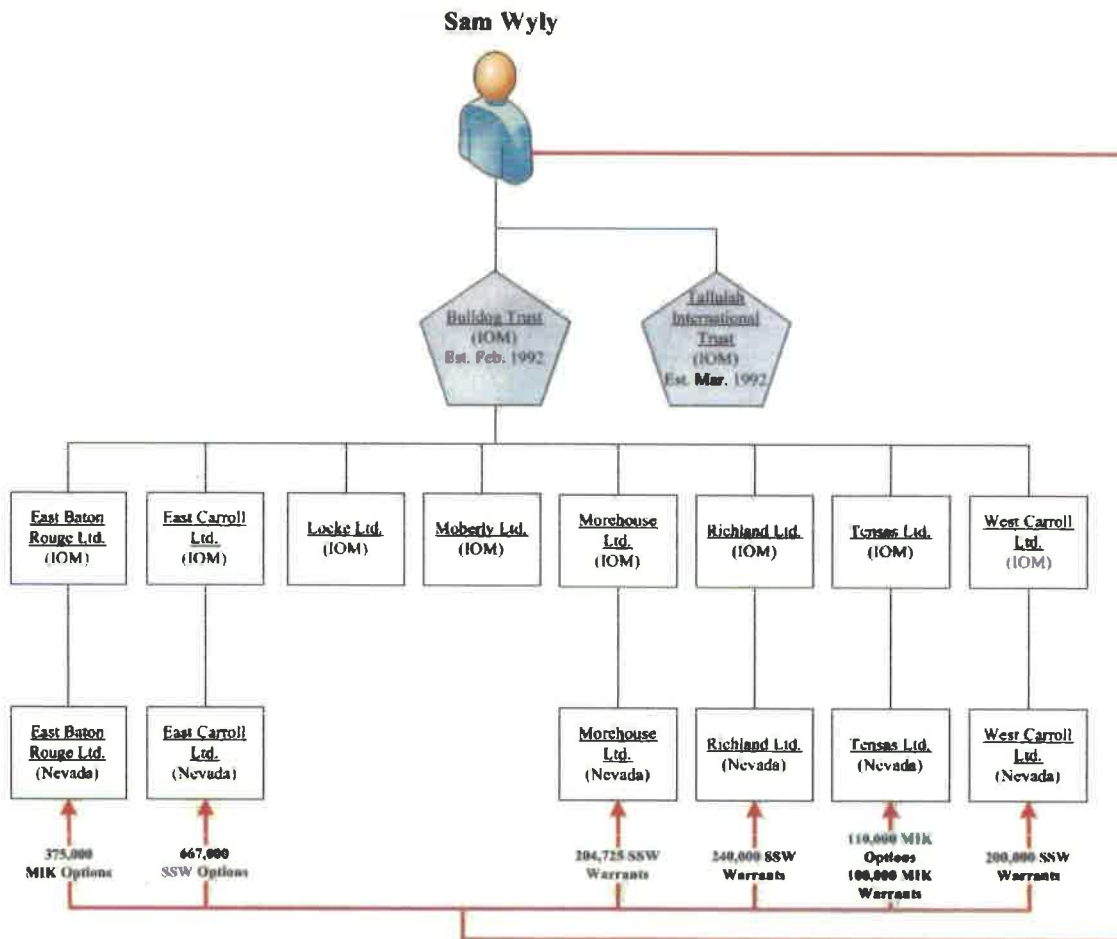 Sam Wyly
Bulldog Trust
(IOM)
Est. Feb. 1992
Tallulah
International
Trust
(IOM)
Est. Mar. 1992
East Baton
Rouge Ltd.
(IOM)
East Carroll
Ltd.
(IOM)
Locke Ltd.
(IOM)
Moberly Ltd.
(IOM)
Morehouse
Ltd.
(IOM)
Richland Ltd.
(IOM)
Tensas Ltd.
(IOM)
West Carroll
Ltd.
(IOM)
East Baton
Rouge Ltd.
(Nevada)
East Carroll
Ltd.
(Nevada)
Morehouse
Ltd.
(Nevada)
Richland Ltd.
(Nevada)
Tensas Ltd.
(Nevada)
West Carroll
Ltd.
(Nevada)
375,000
MIK Options
667,000
SSW Options
204,725 SSW
Warrants
240,000 SSW
Warrants
110,000 MIK
Options
100,000 MIK
Warrants
200,000 SSW
Warrants